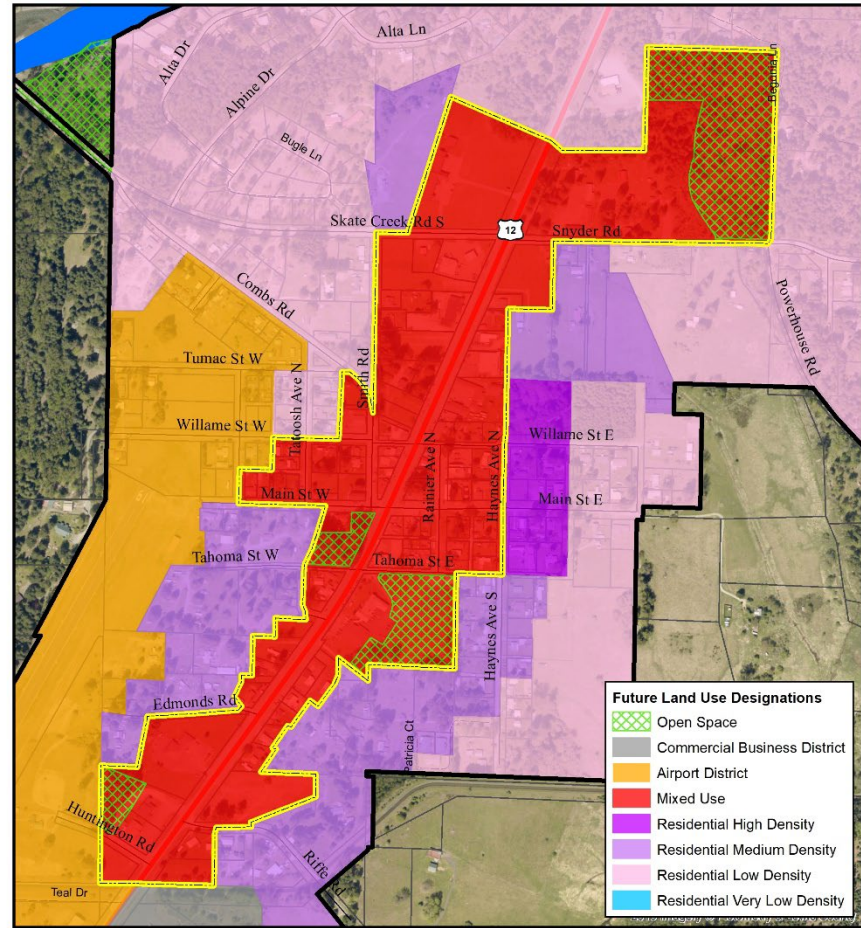 Alta Ln
Alta Dr
Alpine Dr
Begonia Ln
Bugle Ln
Skate Creek Rd S
12
Snyder Rd
Combs Rd
Powerhouse Rd
Tumac St W
Smith Rd
Tatoosh Ave N
Willame St W
Rainier Ave N
Haynes Ave N
Willame St E
Main St W
Main St E
Tahoma St W
Tahoma St E
Haynes Ave S
Edmonds Rd
Patricia Ct
Huntington Rd
Riffe Rd
Teal Dr
Future Land Use Designations
Open Space
Commercial Business District
Airport District
Mixed Use
Residential High Density
Residential Medium Density
Residential Low Density
Residential Very Low Density